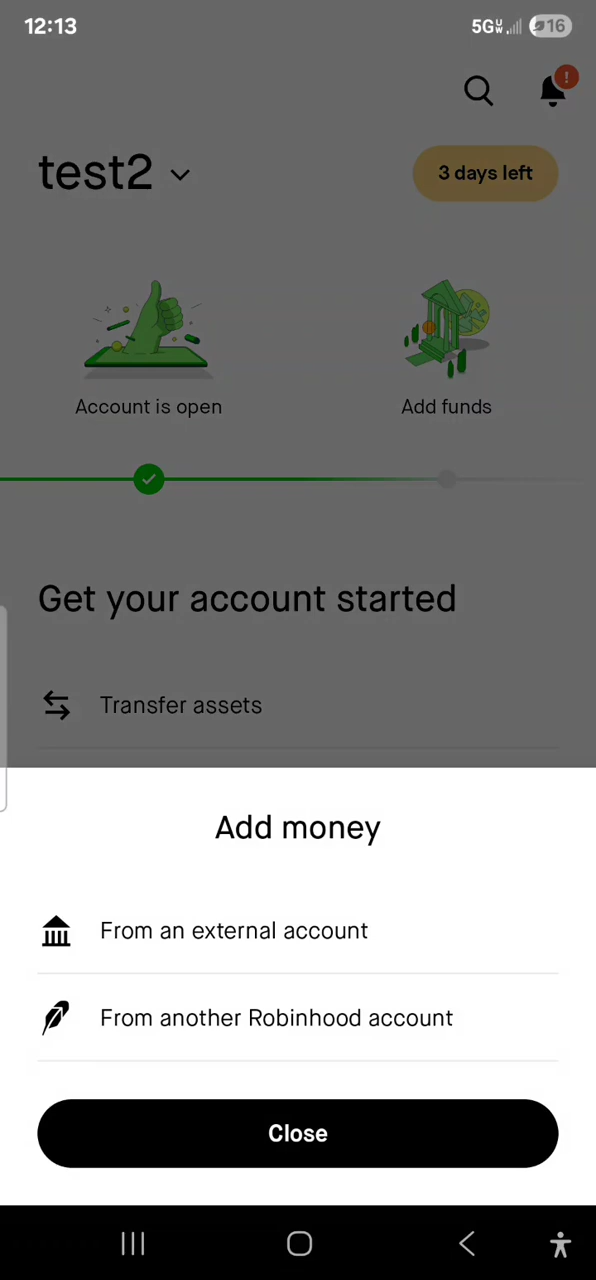 12:13
5G UW 16
!
test2
3 days left
Account is open
Add funds
Get your account started
Transfer assets
Add money
From an external account
From another Robinhood account
Close